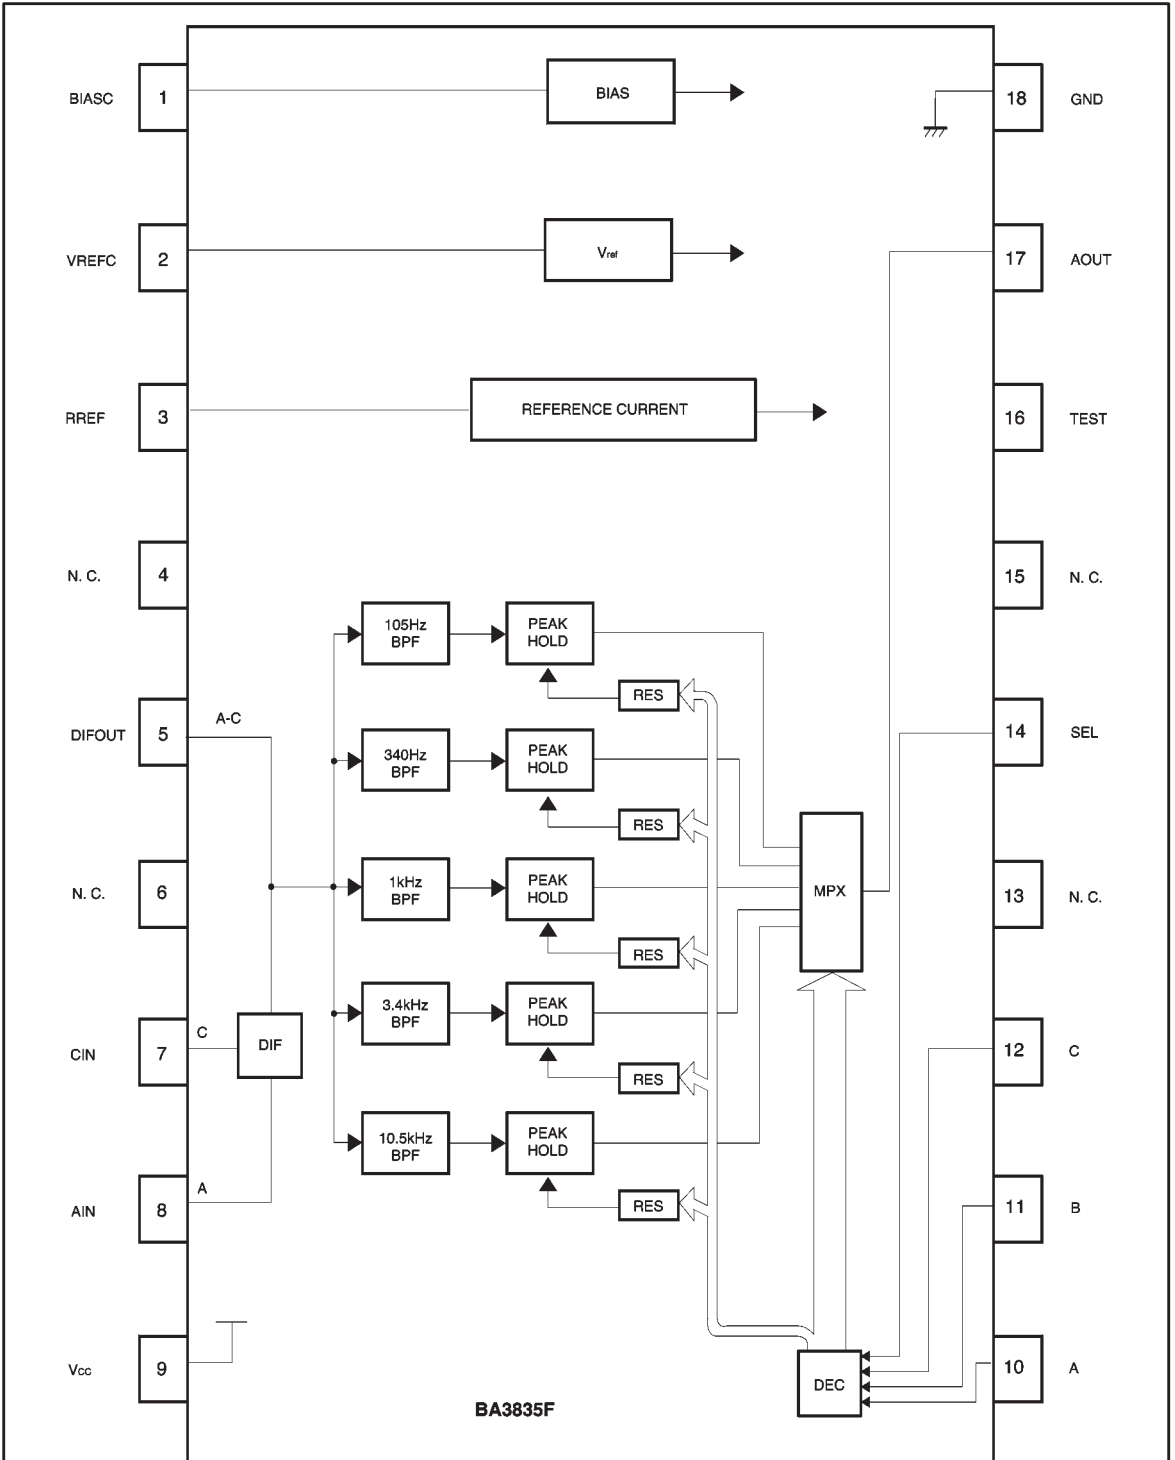 BIASC 1 BIAS 18 GND
VREFC 2 Vref 17 AOUT
RREF 3 REFERENCE CURRENT 16 TEST
N. C. 4 15 N. C.
105Hz
BPF
PEAK
HOLD
RES
DIFOUT 5 A-C 14 SEL
340Hz
BPF
PEAK
HOLD
RES
N. C. 6 13 N. C.
1kHz
BPF
PEAK
HOLD
MPX
RES
3.4kHz
BPF
PEAK
HOLD
CIN 7 C DIF 12 C
RES
10.5kHz
BPF
PEAK
HOLD
AIN 8 A 11 B
RES
Vcc 9 10 A
DEC
BA3835F